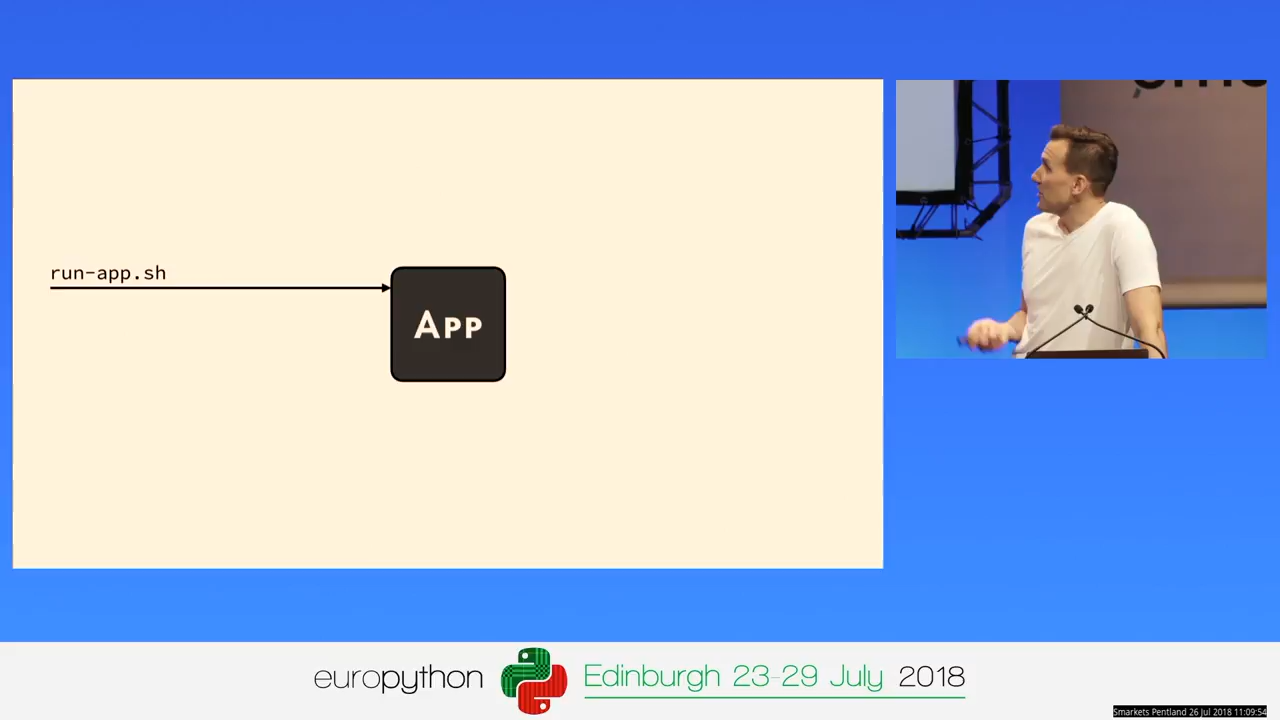 run-app.sh
App
europython
Edinburgh 23-29 July 2018
Smarkets Pentland 26 Jul 2018 11:09:54